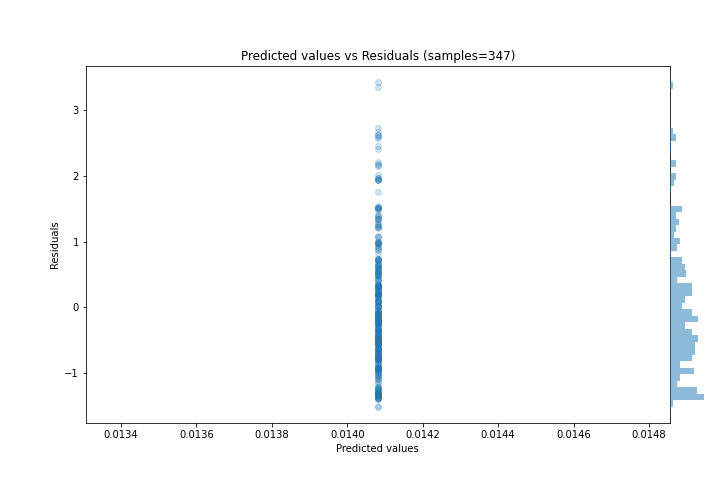 Predicted values vs Residuals (samples=347)
3
2
1
0
−1
Residuals
0.0134 0.0136 0.0138 0.0140 0.0142 0.0144 0.0146 0.0148
Predicted values